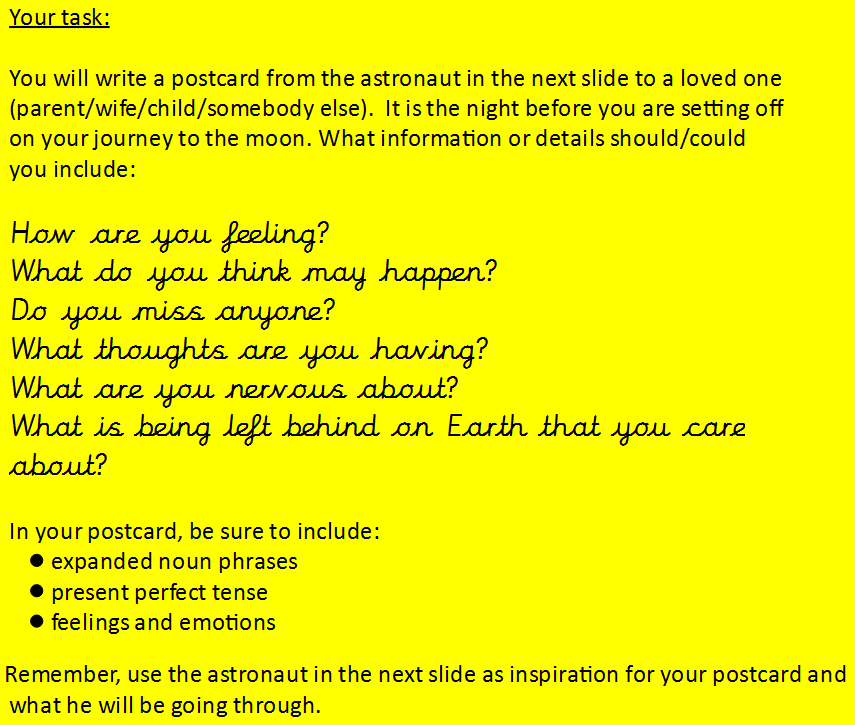 Your task:
You will write a postcard from the astronaut in the next slide to a loved one
(parent/wife/child/somebody else).  It is the night before you are setting off
on your journey to the moon. What information or details should/could
you include:
How are you feeling?
What do you think may happen?
Do you miss anyone?
What thoughts are you having?
What are you nervous about?
What is being left behind on Earth that you care
about?
In your postcard, be sure to include:
● expanded noun phrases
● present perfect tense
● feelings and emotions
Remember, use the astronaut in the next slide as inspiration for your postcard and
what he will be going through.